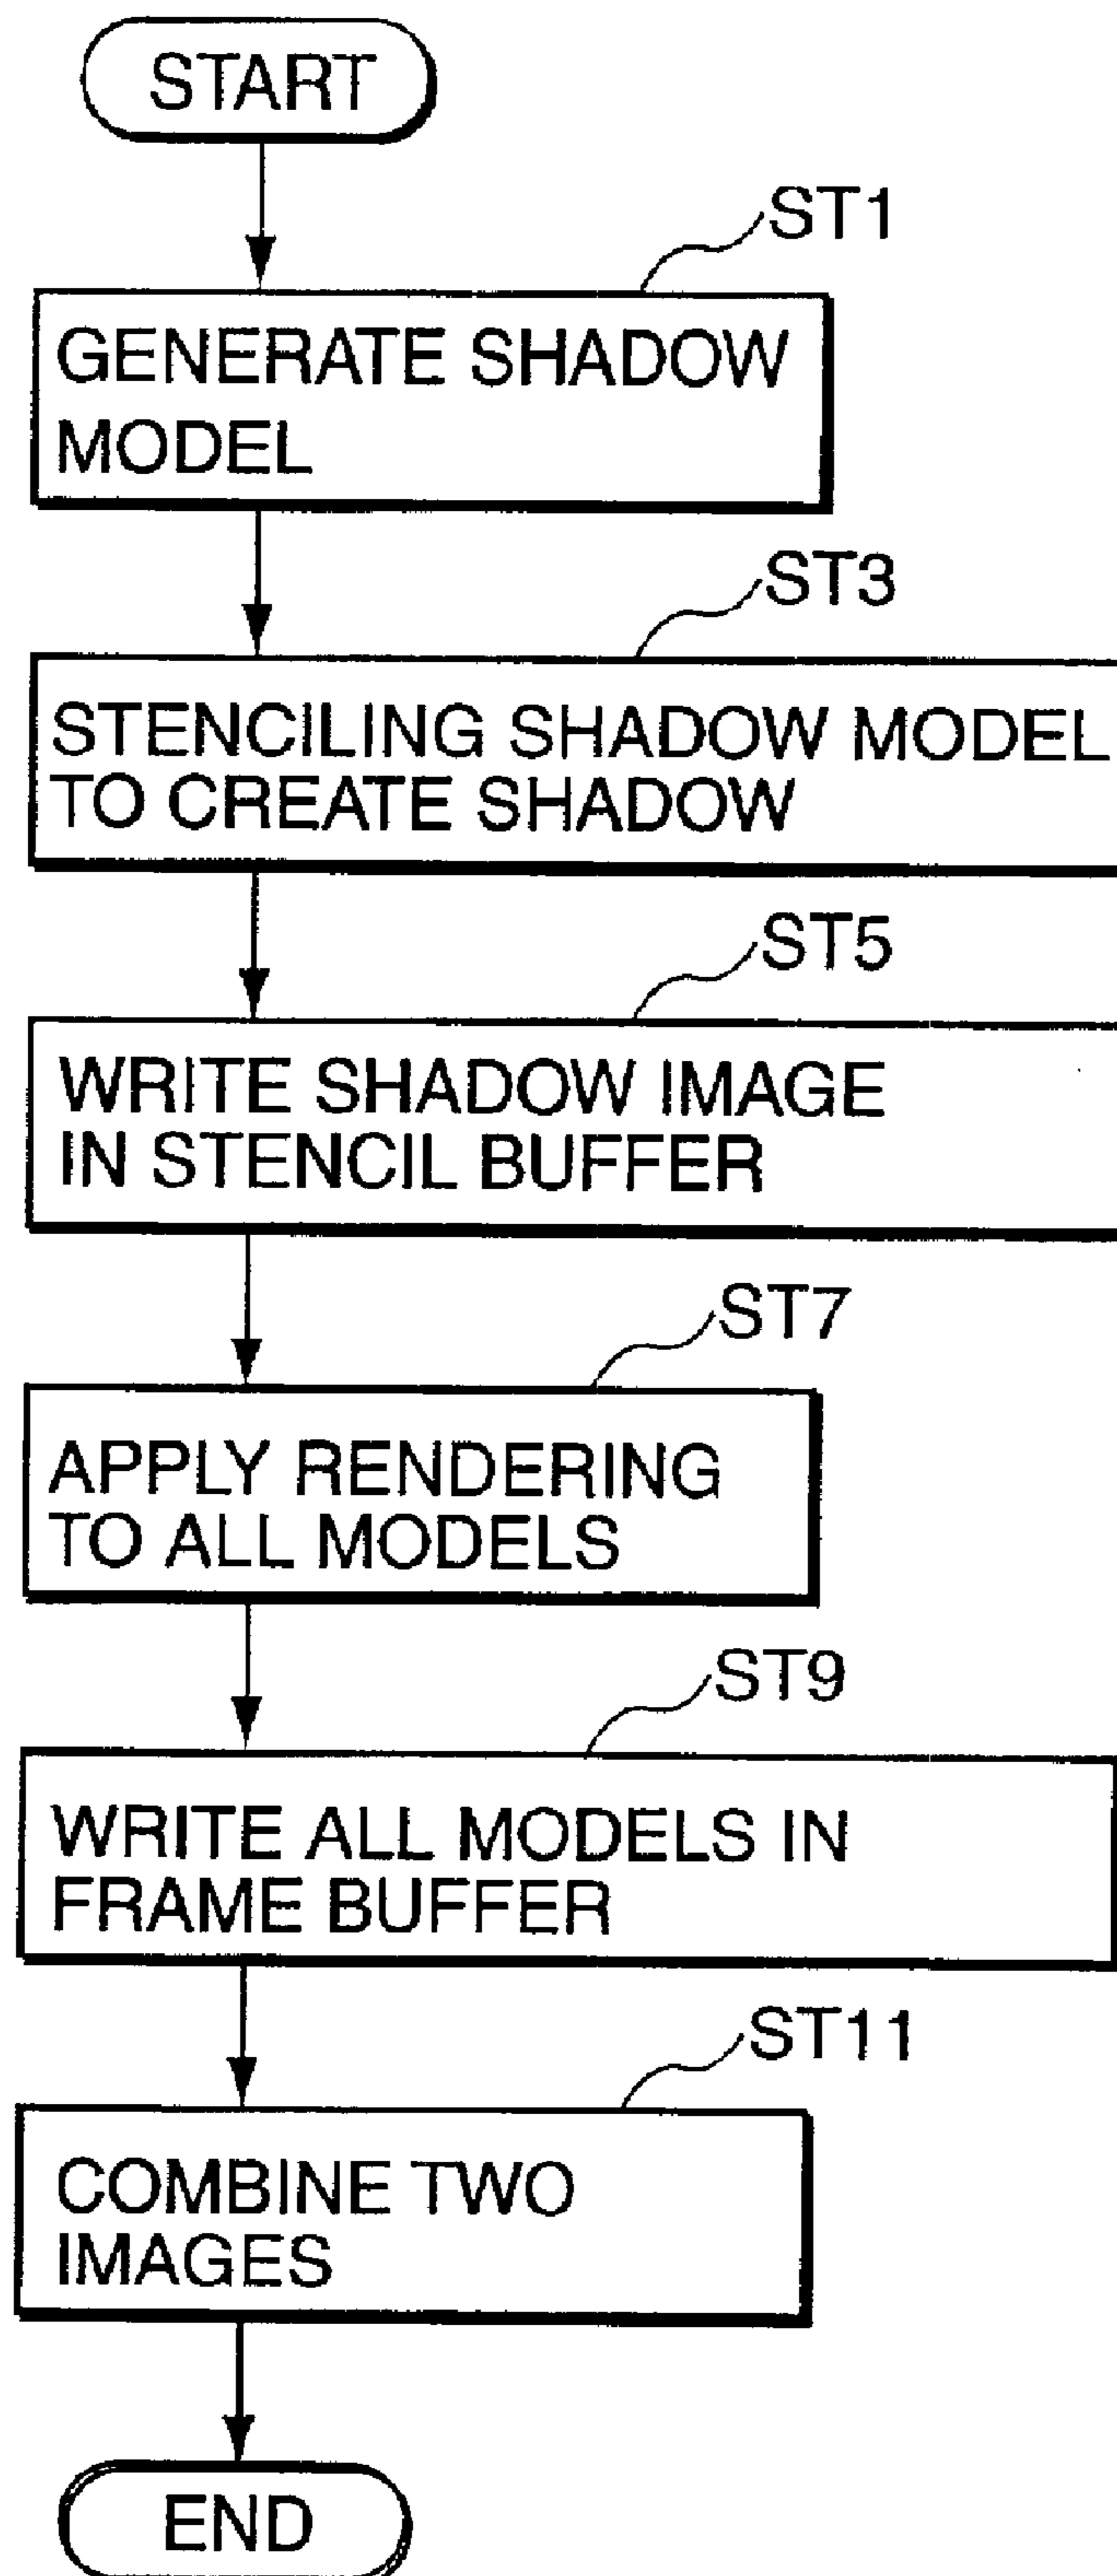 START
ST1
GENERATE SHADOW
MODEL
ST3
STENCILING SHADOW MODEL
TO CREATE SHADOW
ST5
WRITE SHADOW IMAGE
IN STENCIL BUFFER
ST7
APPLY RENDERING
TO ALL MODELS
ST9
WRITE ALL MODELS IN
FRAME BUFFER
ST11
COMBINE TWO
IMAGES
END